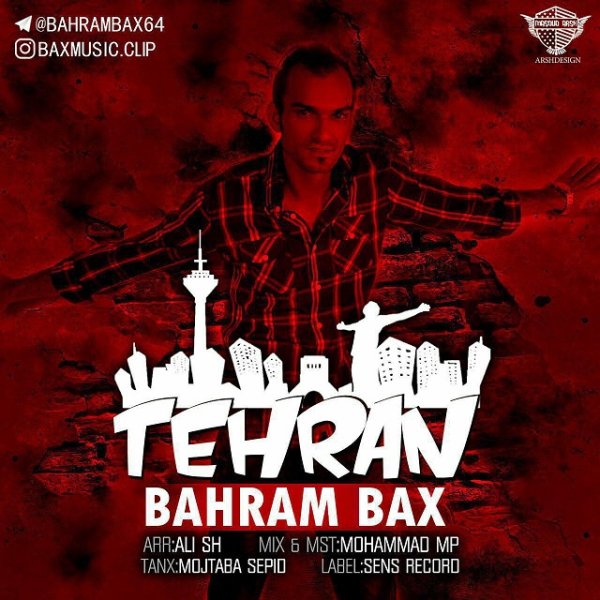 @BAHRAMBAX64
BAXMUSIC.CLIP
ARSHDESIGN
TEHRAN
BAHRAM BAX
ARR:ALI SH MIX & MST:MOHAMMAD MP
TANX:MOJTABA SEPID LABEL:SENS RECORD